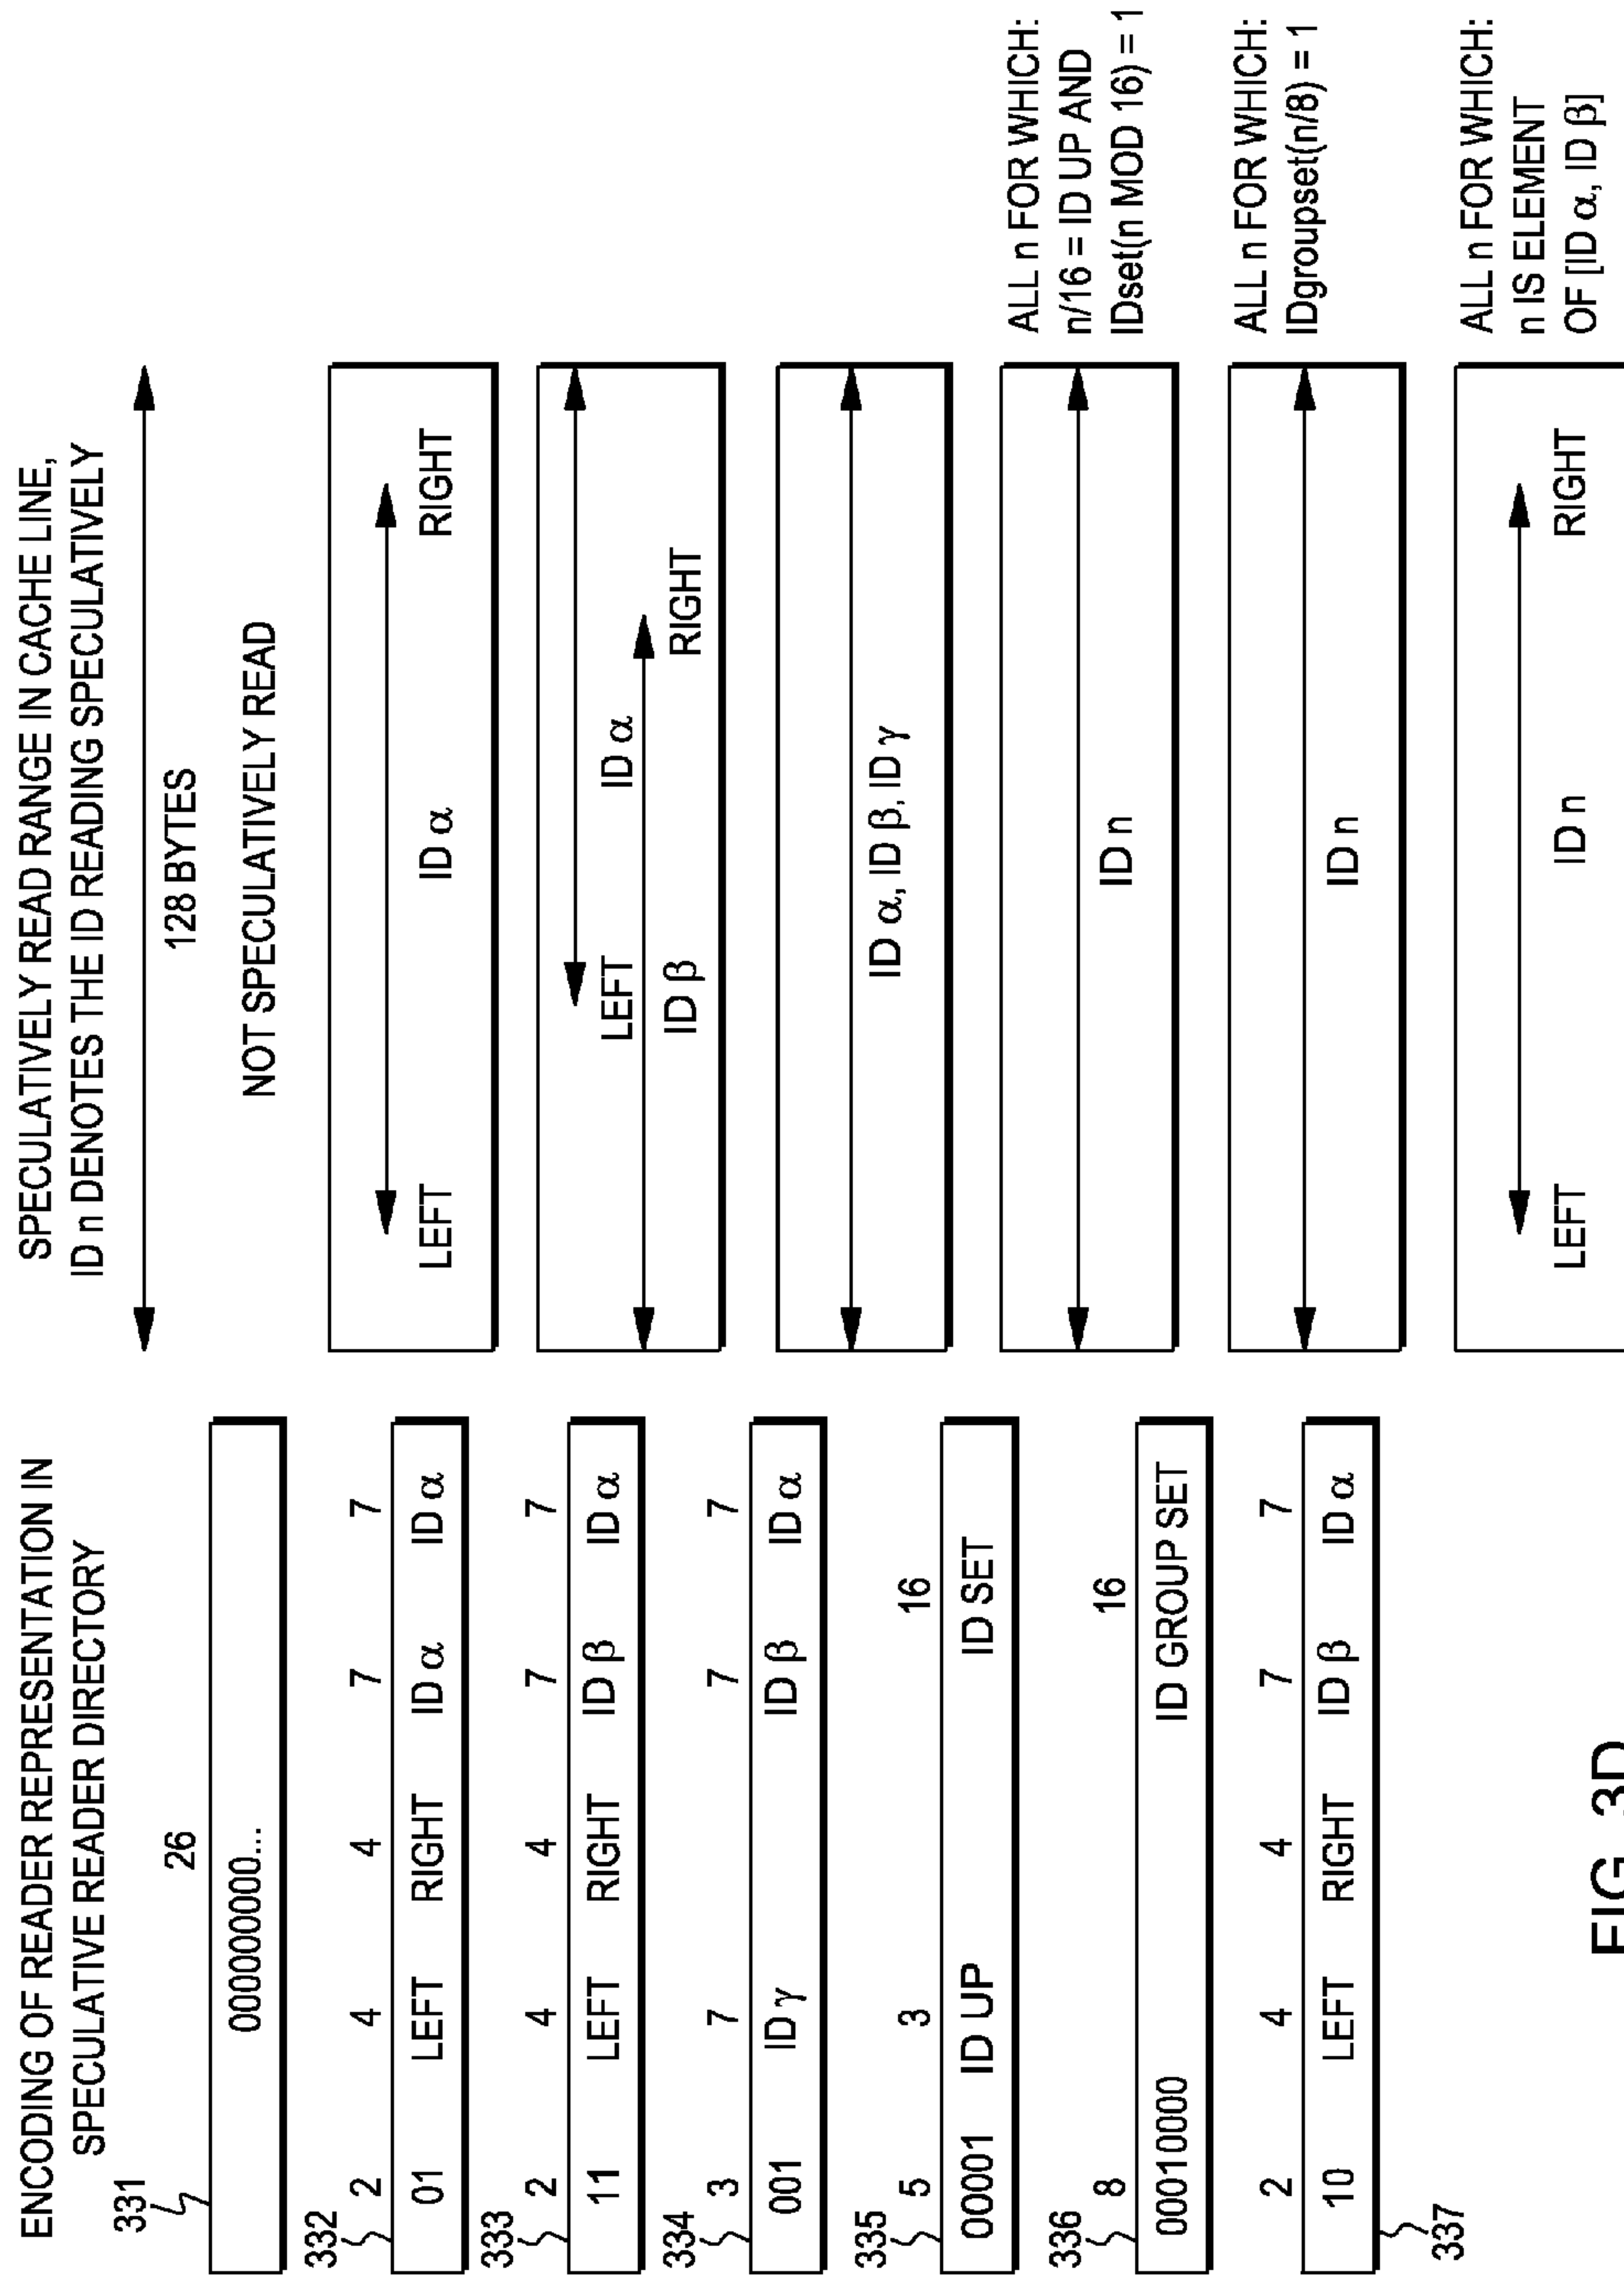 ENCODING OF READER REPRESENTATION IN
SPECULATIVE READER DIRECTORY
331
26
000000000...
332
2 4 4 7 7
01 LEFT RIGHT ID α ID α
333
2 4 4 7 7
11 LEFT RIGHT ID β ID α
334
3 7 7 7
001 ID γ ID β ID α
335
5 3 16
00001 ID UP ID SET
336
8 16
00010000 ID GROUP SET
2 4 4 7 7
10 LEFT RIGHT ID β ID α
337
SPECULATIVELY READ RANGE IN CACHE LINE,
ID n DENOTES THE ID READING SPECULATIVELY
128 BYTES
NOT SPECULATIVELY READ
LEFT ID α RIGHT
LEFT ID α
ID β RIGHT
ID α, ID β, ID γ
ID n
ALL n FOR WHICH:
n/16 = ID UP AND
IDset(n MOD 16) = 1
ID n
ALL n FOR WHICH:
IDgroupset(n/8) = 1
LEFT ID n RIGHT
ALL n FOR WHICH:
n IS ELEMENT
OF [ID α, ID β]
FIG 3D